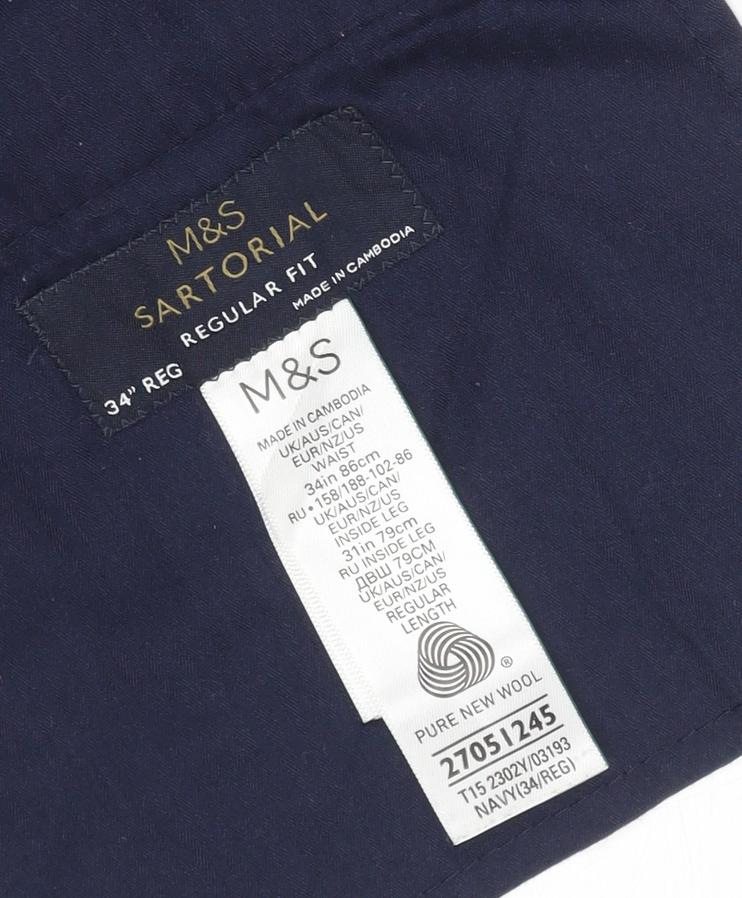 M&S
SARTORIAL
REGULAR FIT
MADE IN CAMBODIA
34” REG
M&S
MADE IN CAMBODIA
UK/AUS/CAN/
EUR/NZ/US
WAIST
34in 86cm
RU•158/188-102-86
UK/AUS/CAN/
EUR/NZ/US
INSIDE LEG
31in 79cm
RU INSIDE LEG
ДВШ 79CM
UK/AUS/CAN/
EUR/NZ/US
REGULAR
LENGTH
®
PURE NEW WOOL
27051245
T15 2302Y/03193
NAVY(34/REG)